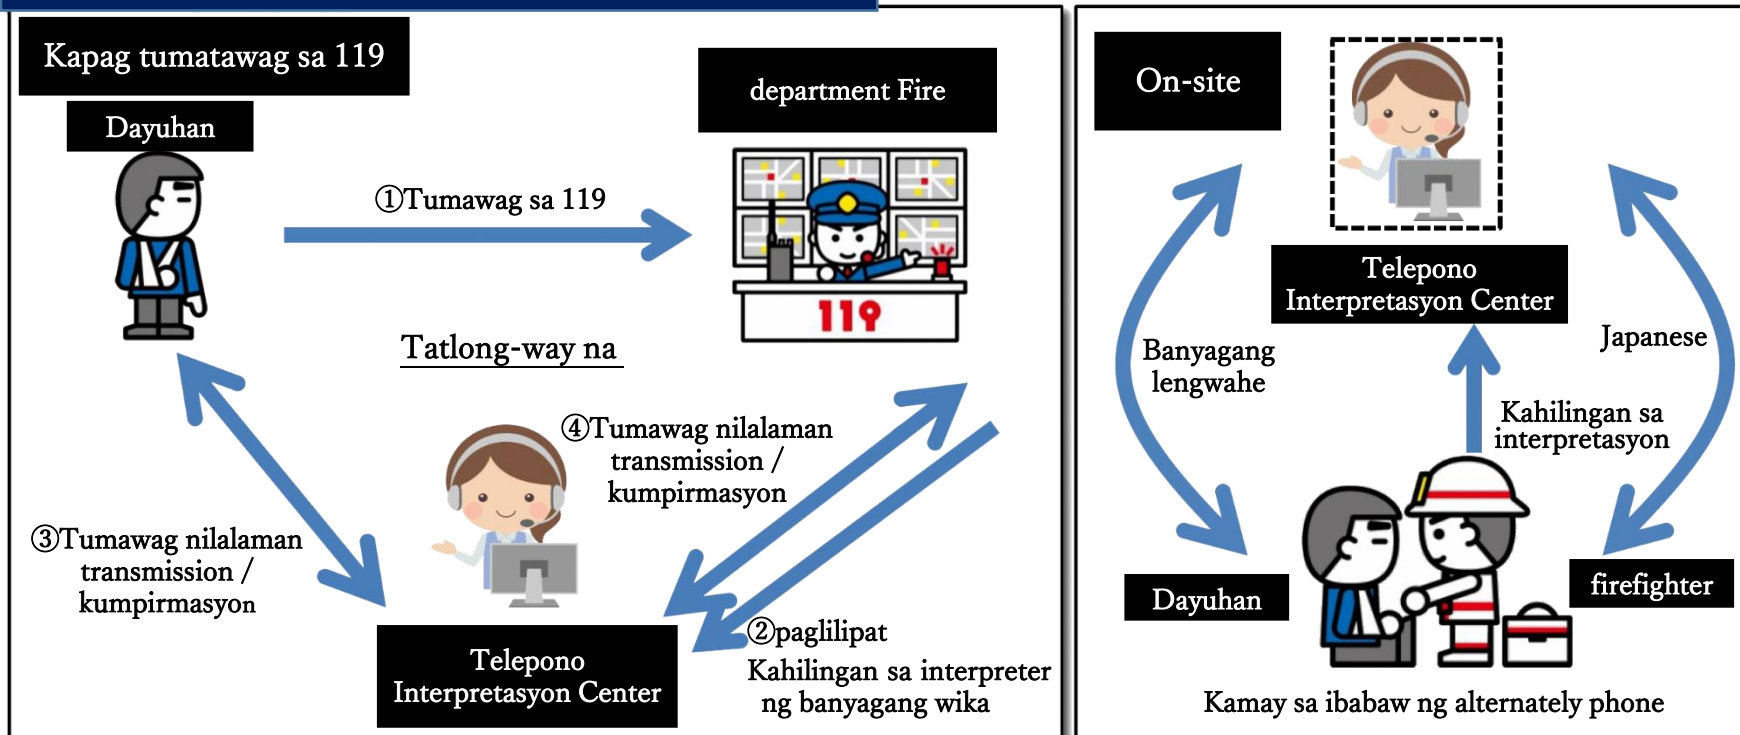 Kapag tumatawag sa 119
Dayuhan
department Fire
①Tumawag sa 119
119
Tatlong-way na
④Tumawag nilalaman
transmission /
kumpirmasyon
③Tumawag nilalaman
transmission /
kumpirmasyon
②paglilipat
Kahilingan sa interpreter
ng banyagang wika
Telepono
Interpretasyon Center
On-site
Telepono
Interpretasyon Center
Banyagang
lengwahe
Japanese
Kahilingan sa
interpretasyon
Dayuhan
firefighter
Kamay sa ibabaw ng alternately phone